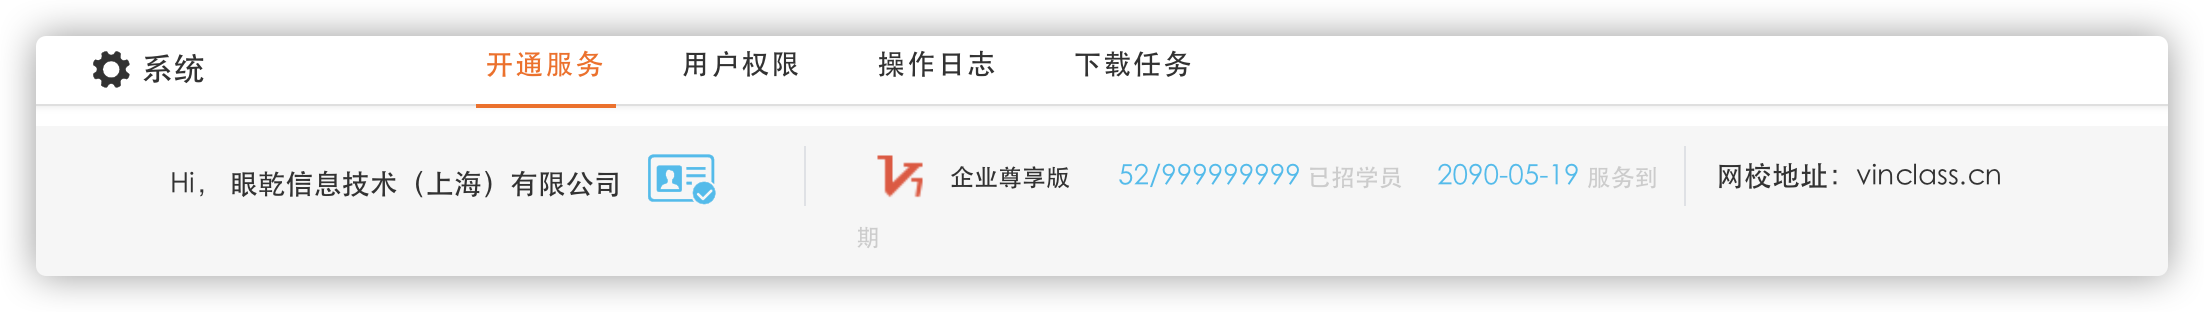 系统 开通服务 用户权限 操作日志 下载任务
Hi， 眼乾信息技术（上海）有限公司 V1 企业尊享版 52/999999999 已招学员 2090-05-19 服务到 网校地址：vinclass.cn
期